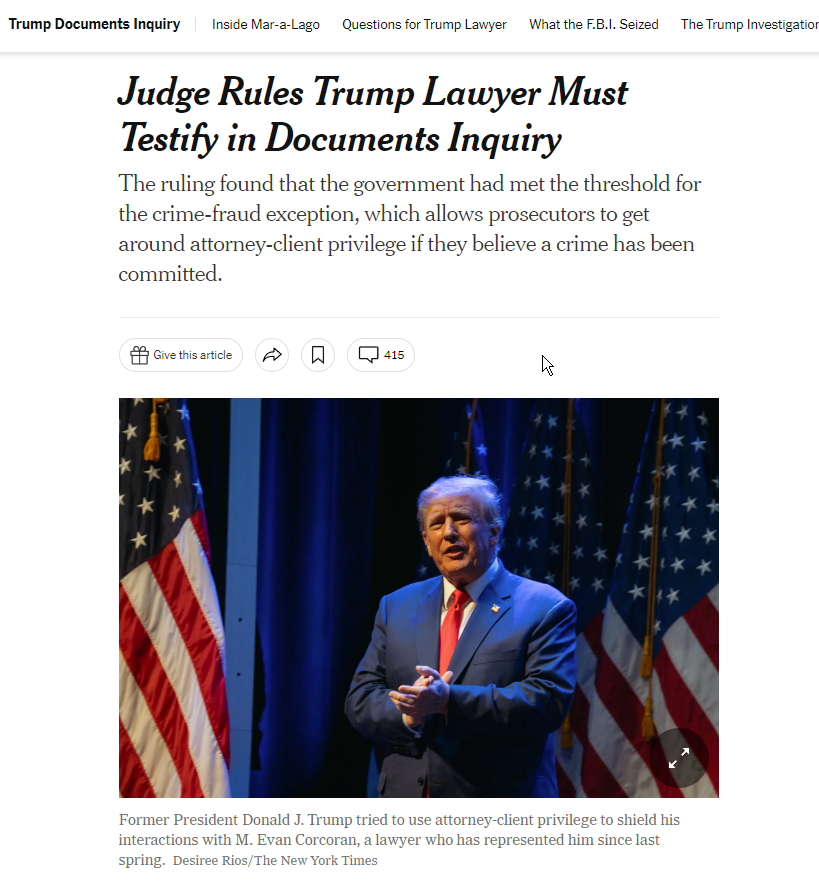 Trump Documents Inquiry Inside Mar-a-Lago Questions for Trump Lawyer What the F.B.I. Seized The Trump Investigation
Judge Rules Trump Lawyer Must
Testify in Documents Inquiry
The ruling found that the government had met the threshold for
the crime-fraud exception, which allows prosecutors to get
around attorney-client privilege if they believe a crime has been
committed.
Give this article 415
Former President Donald J. Trump tried to use attorney-client privilege to shield his
interactions with M. Evan Corcoran, a lawyer who has represented him since last
spring. Desiree Rios/The New York Times